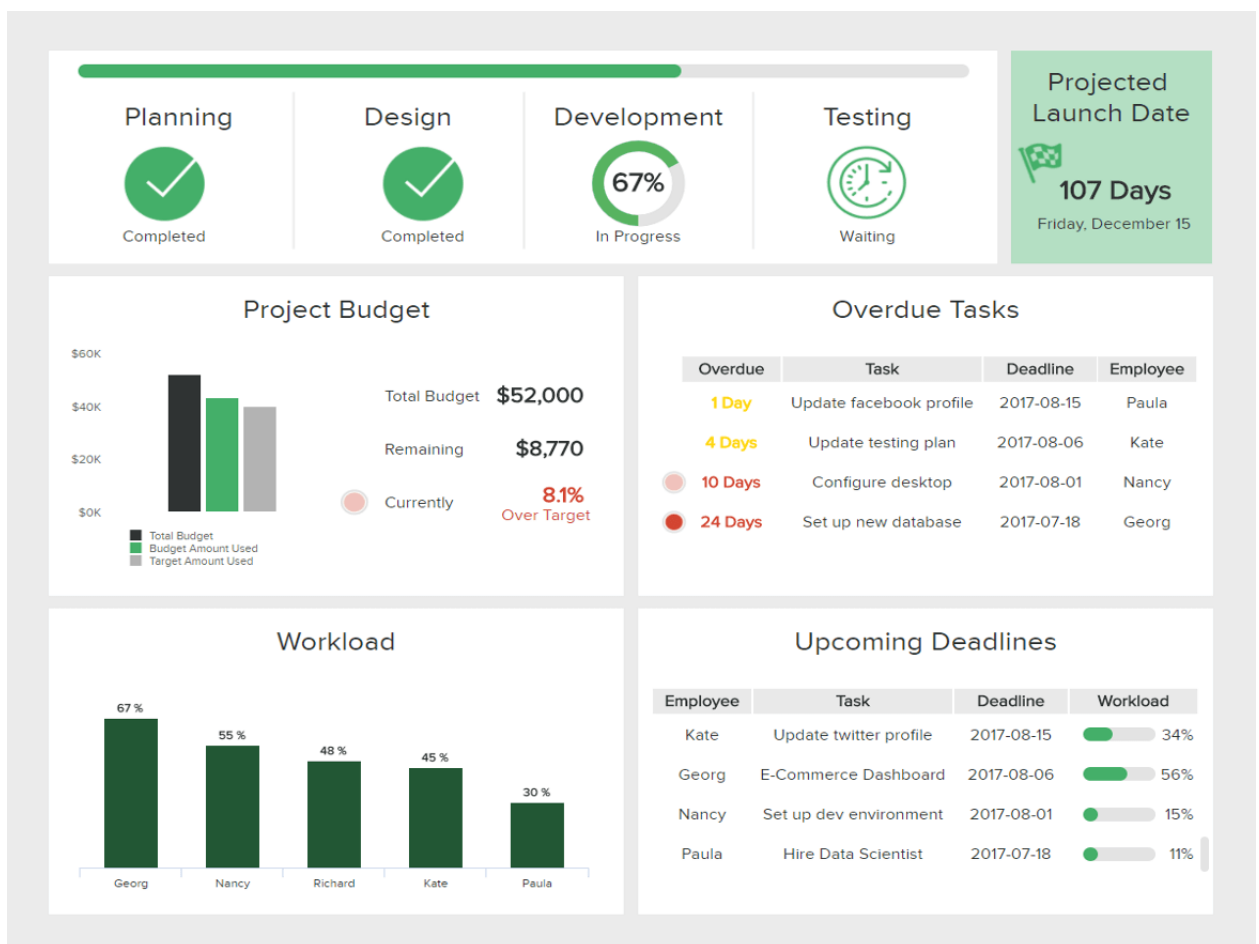 Planning
Completed
Design
Completed
Development
67%
In Progress
Testing
Waiting
Projected
Launch Date
107 Days
Friday, December 15
Project Budget
$60K
$40K
$20K
$0K
Total Budget
Budget Amount Used
Target Amount Used
Total Budget $52,000
Remaining $8,770
Currently 8.1%
Over Target
Overdue Tasks
Overdue Task Deadline Employee
1 Day Update facebook profile 2017-08-15 Paula
4 Days Update testing plan 2017-08-06 Kate
10 Days Configure desktop 2017-08-01 Nancy
24 Days Set up new database 2017-07-18 Georg
Workload
67 %
55 %
48 %
45 %
30 %
Georg Nancy Richard Kate Paula
Upcoming Deadlines
Employee Task Deadline Workload
Kate Update twitter profile 2017-08-15 34%
Georg E-Commerce Dashboard 2017-08-06 56%
Nancy Set up dev environment 2017-08-01 15%
Paula Hire Data Scientist 2017-07-18 11%